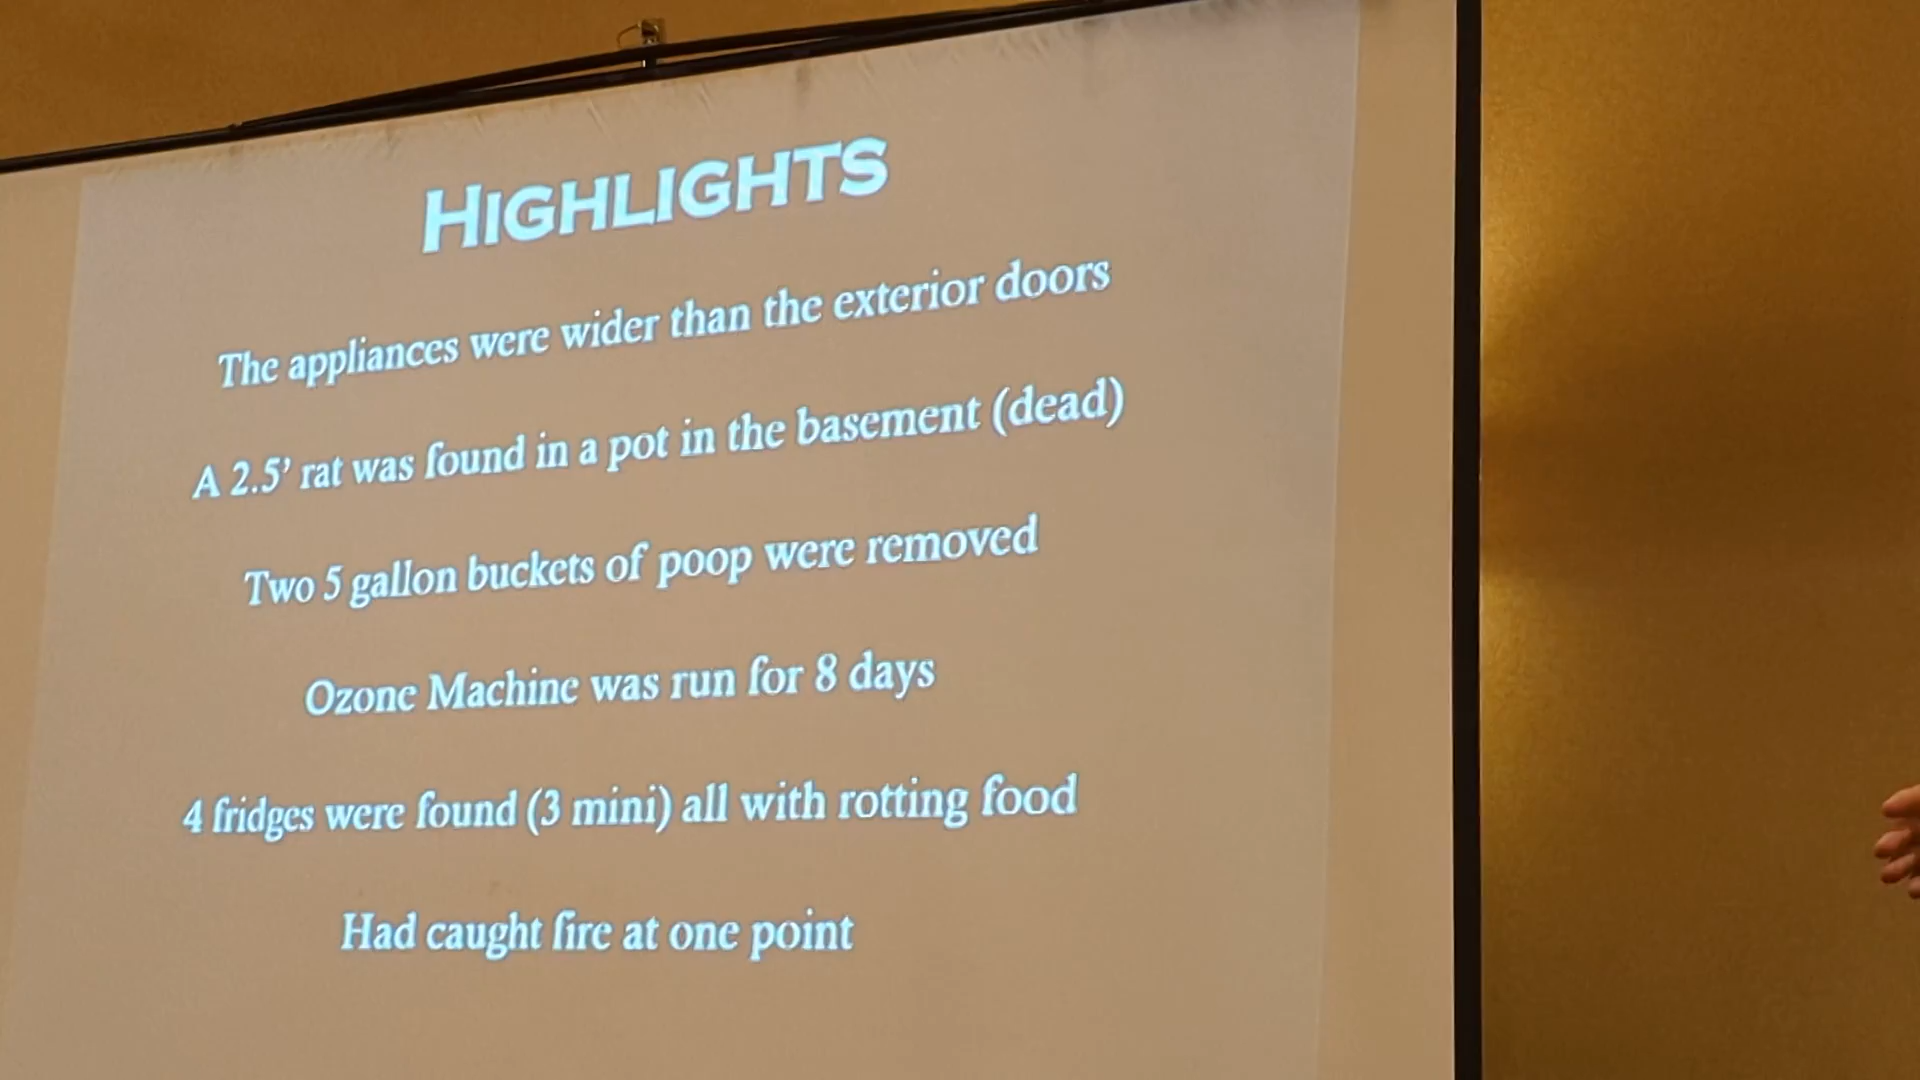 HIGHLIGHTS
The appliances were wider than the exterior doors
A 2.5' rat was found in a pot in the basement (dead)
Two 5 gallon buckets of poop were removed
Ozone Machine was run for 8 days
4 fridges were found (3 mini) all with rotting food
Had caught fire at one point